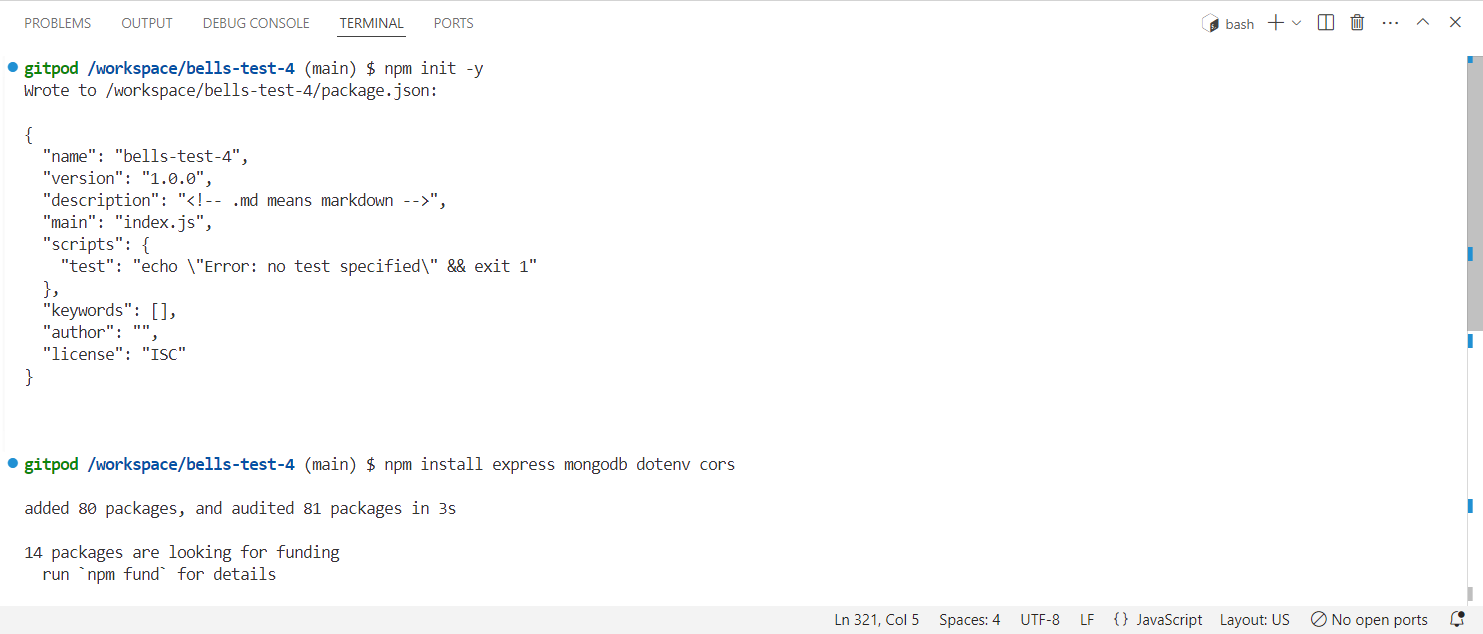 PROBLEMS OUTPUT DEBUG CONSOLE TERMINAL PORTS bash
gitpod /workspace/bells-test-4 (main) $ npm init -y
Wrote to /workspace/bells-test-4/package.json:
{
  "name": "bells-test-4",
  "version": "1.0.0",
  "description": "<!-- .md means markdown -->",
  "main": "index.js",
  "scripts": {
    "test": "echo \"Error: no test specified\" && exit 1"
  },
  "keywords": [],
  "author": "",
  "license": "ISC"
}
gitpod /workspace/bells-test-4 (main) $ npm install express mongodb dotenv cors
added 80 packages, and audited 81 packages in 3s
14 packages are looking for funding
  run `npm fund` for details
Ln 321, Col 5 Spaces: 4 UTF-8 LF {} JavaScript Layout: US No open ports